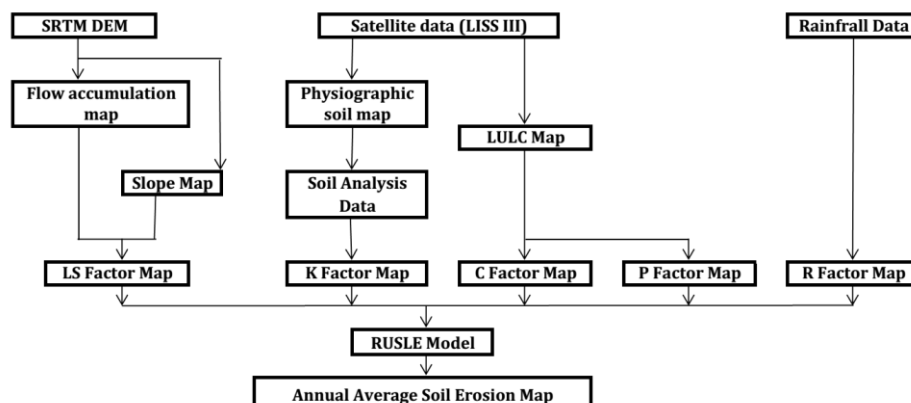 SRTM DEM
Satellite data (LISS III)
Rainfrall Data
Flow accumulation
map
Physiographic
soil map
LULC Map
Slope Map
Soil Analysis
Data
LS Factor Map
K Factor Map
C Factor Map
P Factor Map
R Factor Map
RUSLE Model
Annual Average Soil Erosion Map